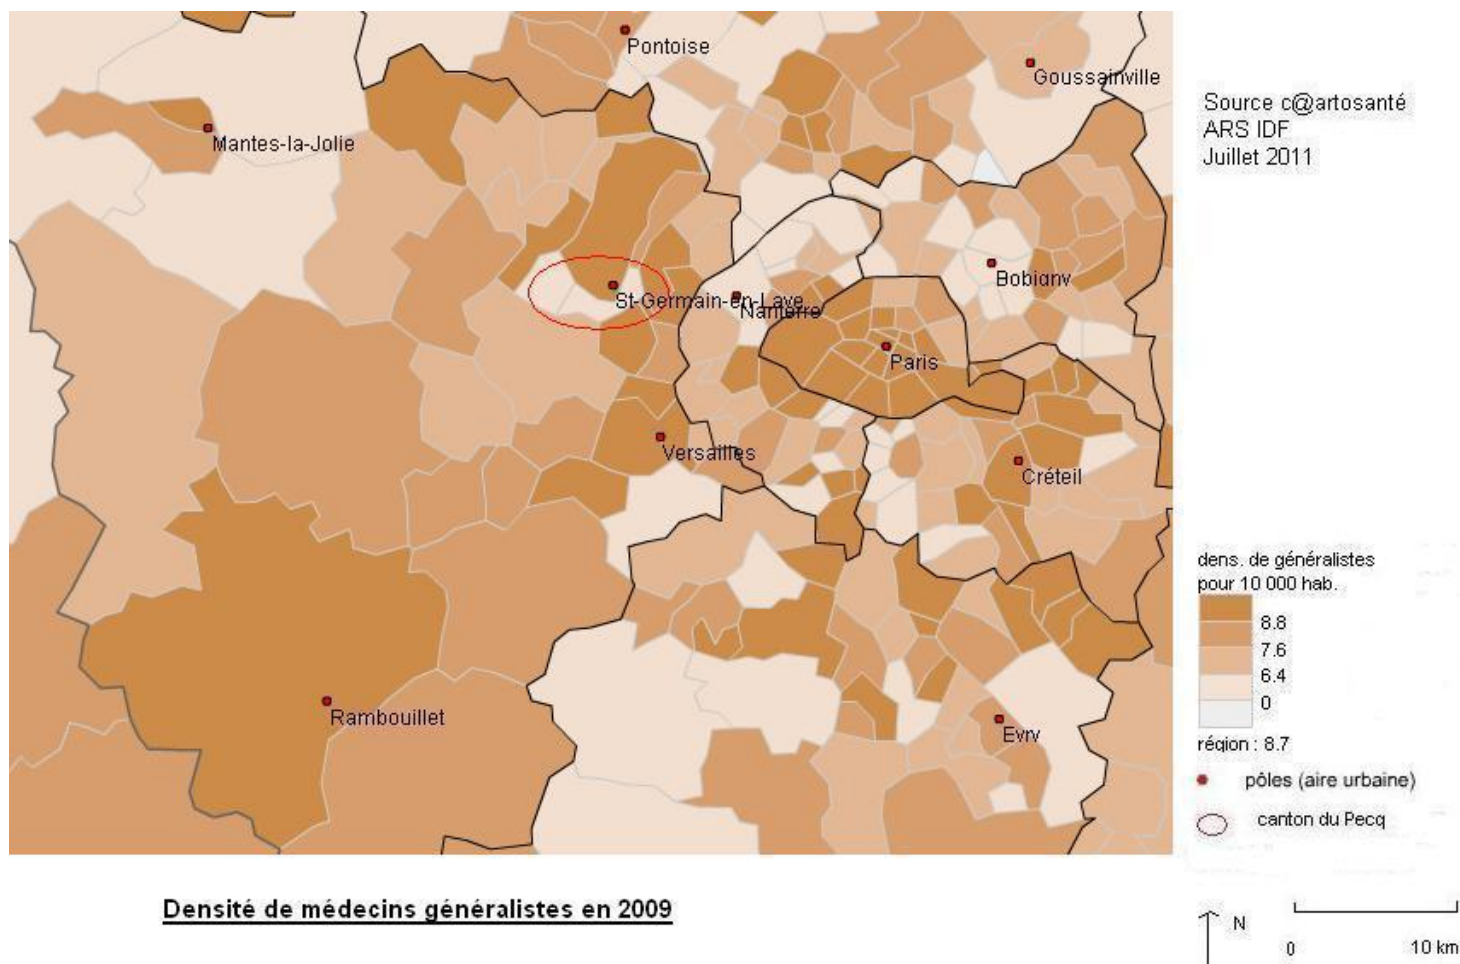 Pontoise
Goussainville
Mantes-la-Jolie
Source c@artosanté
ARS IDF
Juillet 2011
Bobigny
St-Germain-en-Laye
Nanterre
Paris
Versailles
Créteil
dens. de généralistes
pour 10 000 hab.
8.8
7.6
6.4
0
région : 8.7
Rambouillet
Evry
pôles (aire urbaine)
canton du Pecq
Densité de médecins généralistes en 2009
N
0 10 km